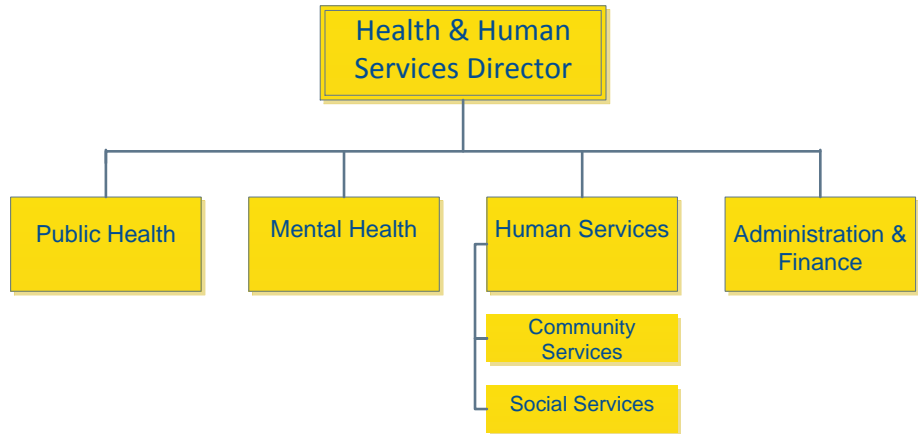 Health & Human
Services Director
Public Health
Mental Health
Human Services
Administration &
Finance
Community
Services
Social Services